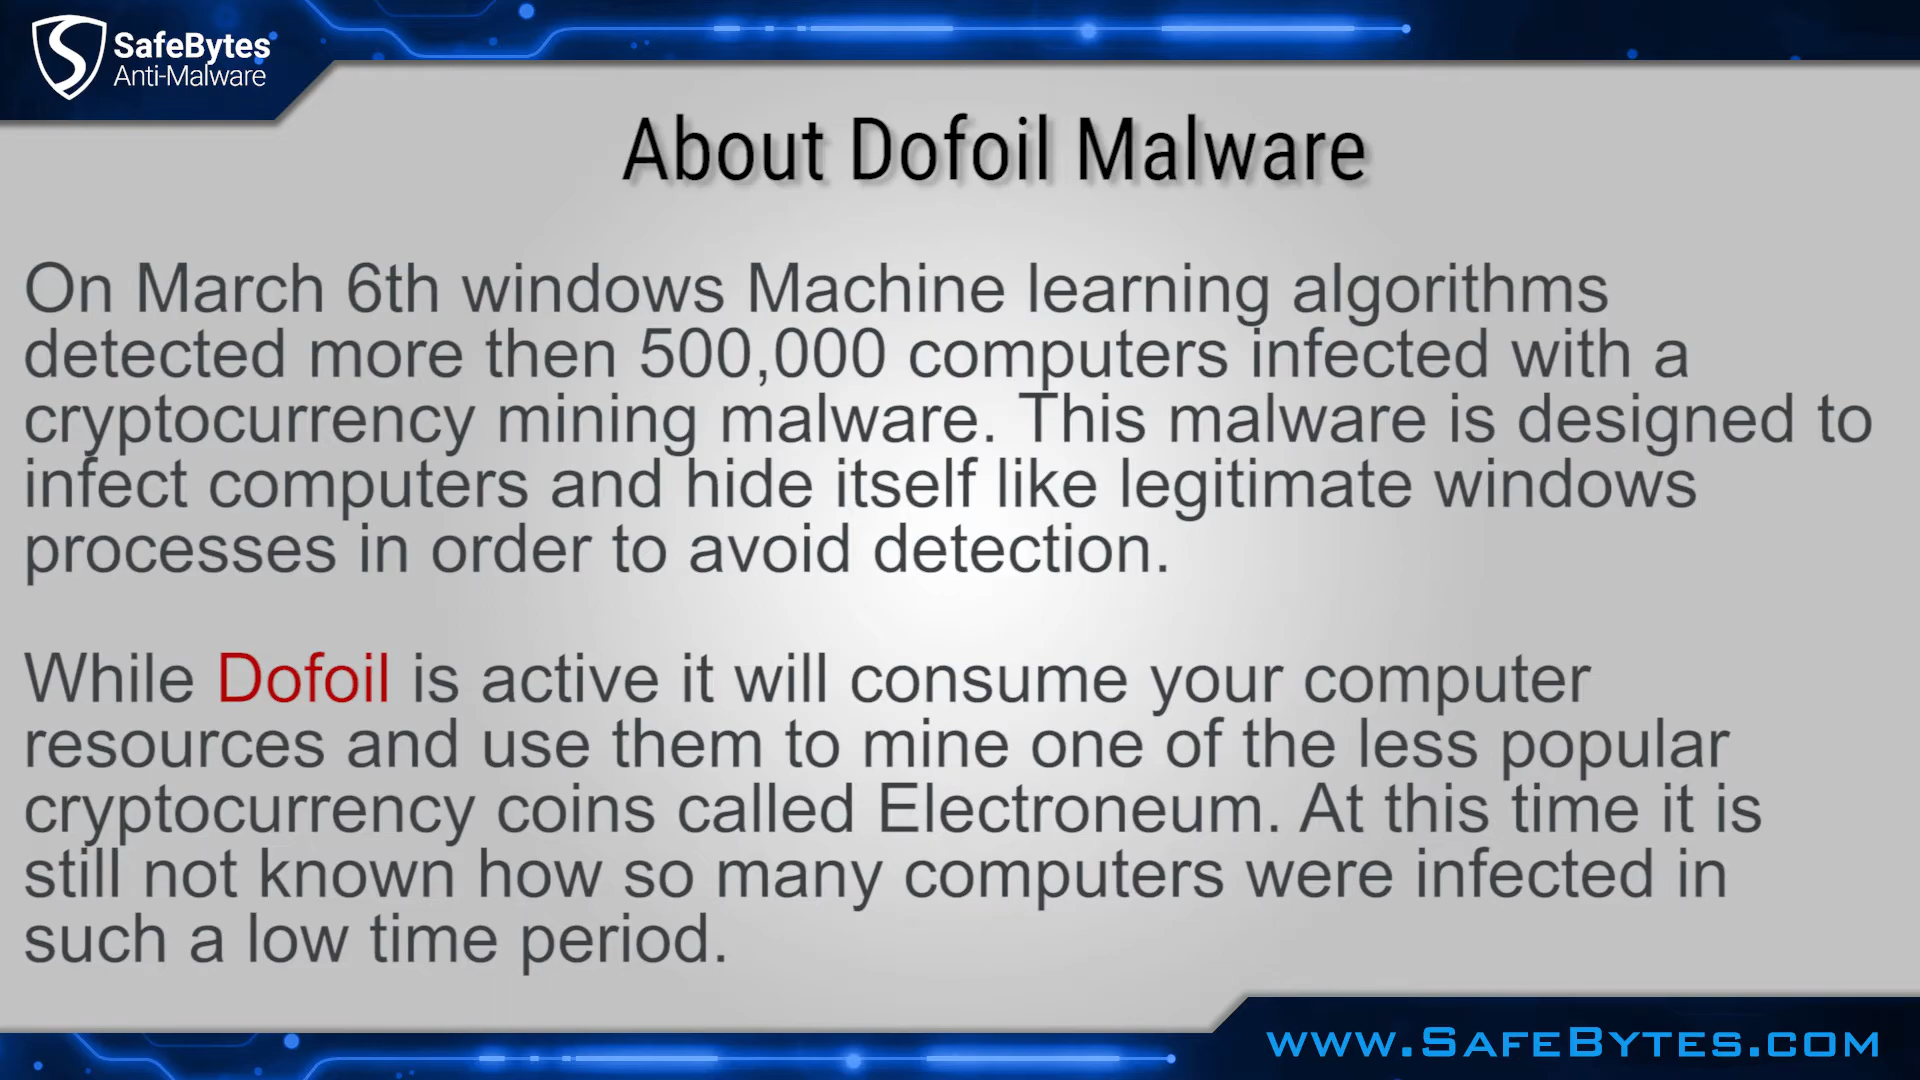 SafeBytes
Anti-Malware
About Dofoil Malware
On March 6th windows Machine learning algorithms
detected more then 500,000 computers infected with a
cryptocurrency mining malware. This malware is designed to
infect computers and hide itself like legitimate windows
processes in order to avoid detection.
While Dofoil is active it will consume your computer
resources and use them to mine one of the less popular
cryptocurrency coins called Electroneum. At this time it is
still not known how so many computers were infected in
such a low time period.
www.SafeBytes.com